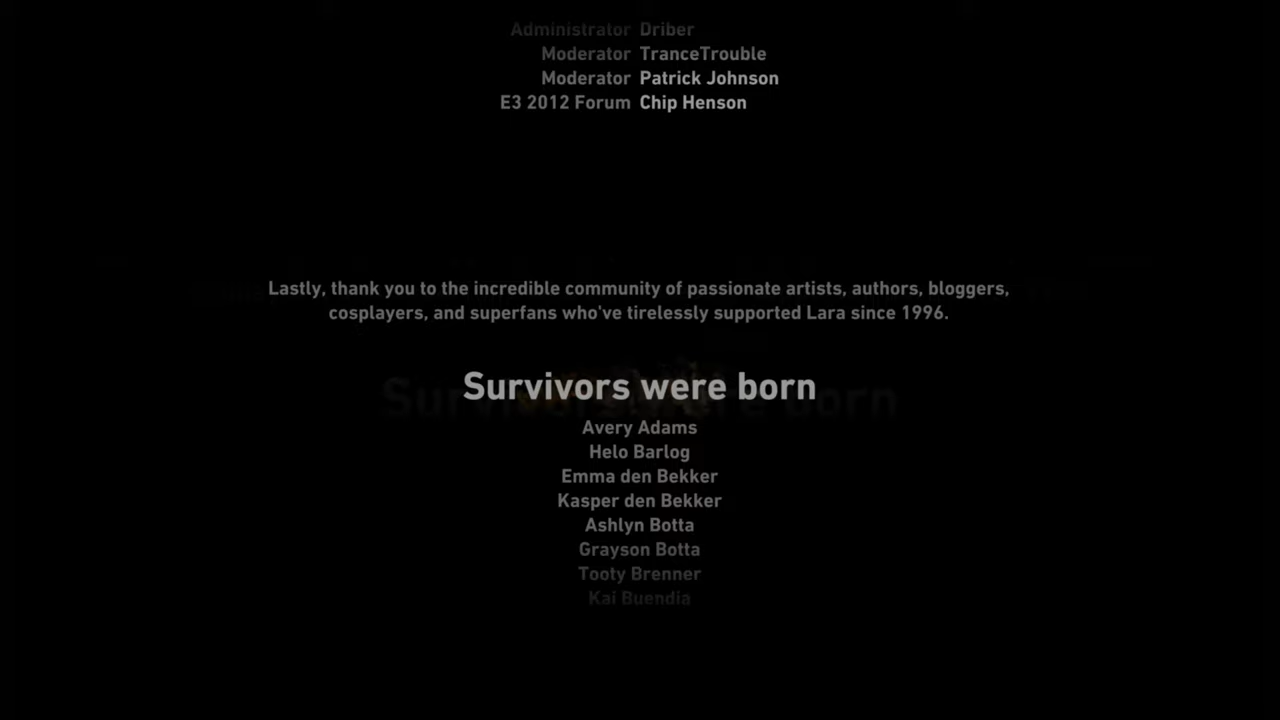 Administrator Driber
Moderator TranceTrouble
Moderator Patrick Johnson
E3 2012 Forum Chip Henson
Lastly, thank you to the incredible community of passionate artists, authors, bloggers,
cosplayers, and superfans who've tirelessly supported Lara since 1996.
Survivors were born
Avery Adams
Helo Barlog
Emma den Bekker
Kasper den Bekker
Ashlyn Botta
Grayson Botta
Tooty Brenner
Kai Buendia